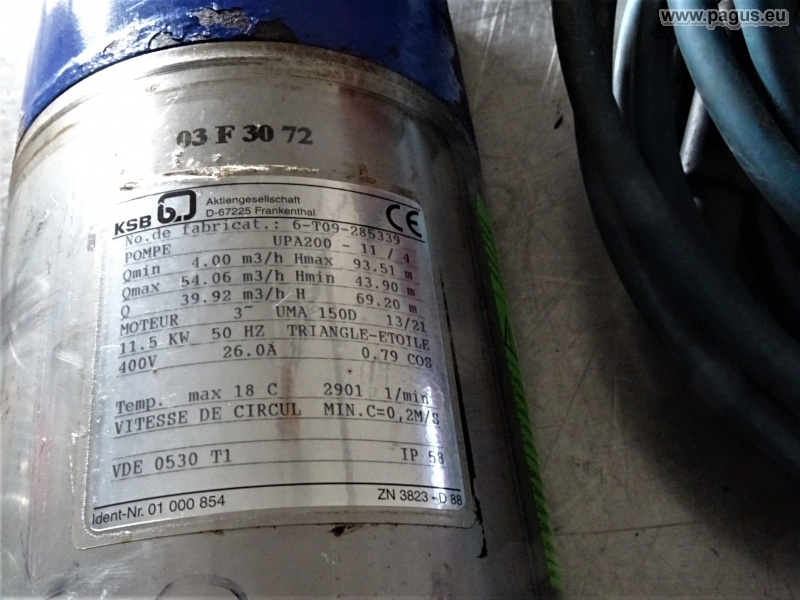 www.pagus.eu
03 F 30 72
KSB Aktiengesellschaft
D-67225 Frankenthal
CE
No.de fabricat.: 6-T09-285339
POMPE UPA200 - 11 / 4
Qmin 4.00 m3/h Hmax 93.51 m
Qmax 54.06 m3/h Hmin 43.90 m
Q 39.92 m3/h H 69.20 m
MOTEUR 3~ UMA 150D 13/21
11.5 KW 50 HZ TRIANGLE-ETOILE
400V 26.0A 0.79 COS
Temp. max 18 C 2901 1/min
VITESSE DE CIRCUL MIN.C=0,2M/S
VDE 0530 T1 IP 58
Ident-Nr. 01 000 854 ZN 3823 - D 88